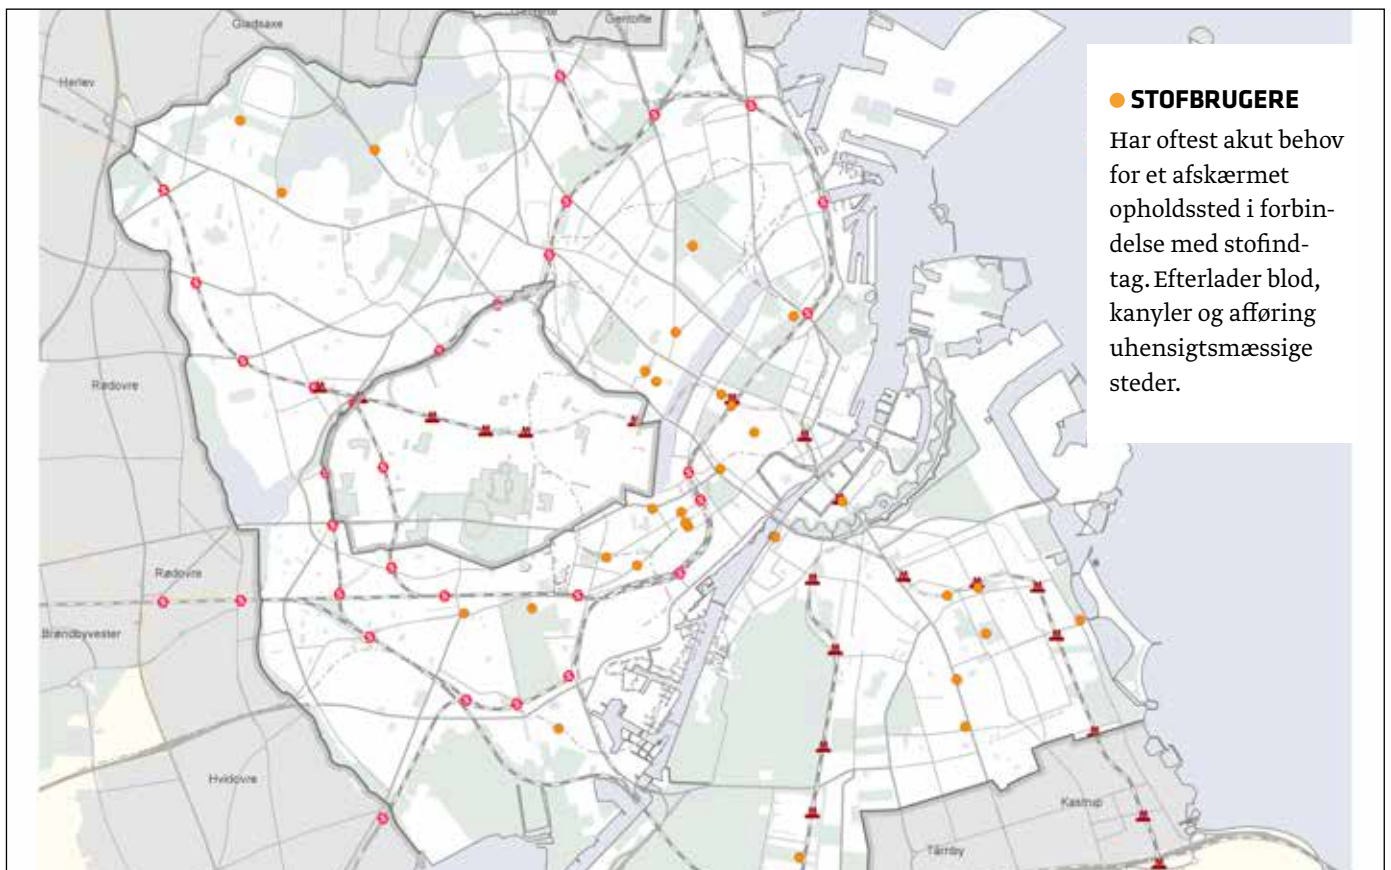 Gladsaxe
Gentofte
Herlev
STOFBRUGERE
Har oftest akut behov
for et afskærmet
opholdssted i forbin-
delse med stofind-
tag. Efterlader blod,
kanyler og afføring
uhensigtsmæssige
steder.
Rødovre
Rødovre
Brøndbyvester
Hvidovre
Kastrup
Tårnby